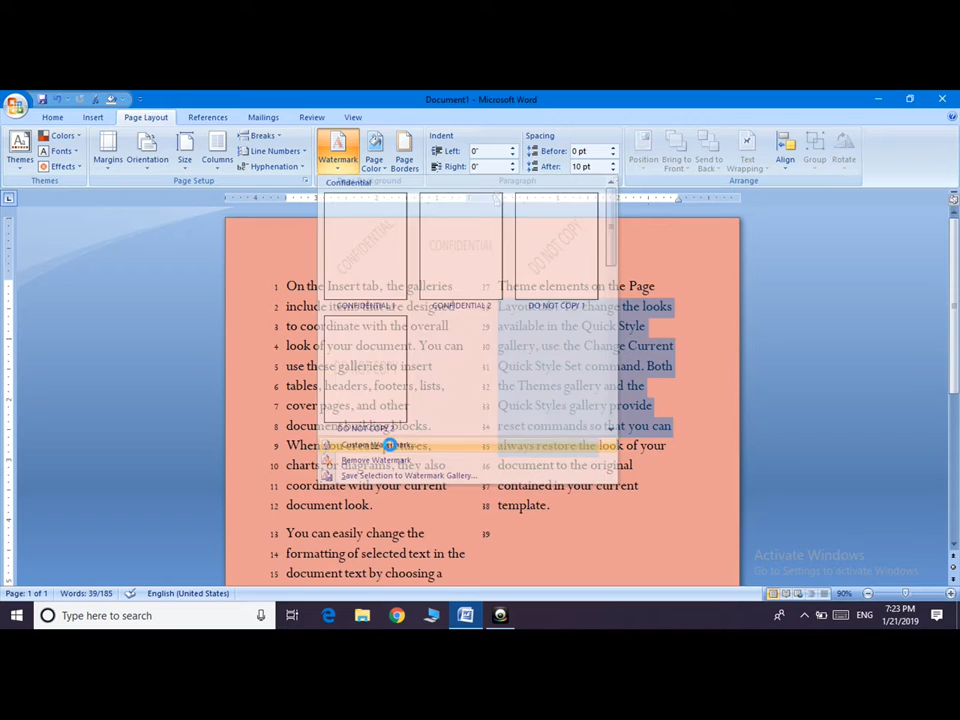 Document1 - Microsoft Word
Home Insert Page Layout References Mailings Review View
Themes
Colors
Fonts
Effects
Themes
Margins Orientation Size Columns
Breaks
Line Numbers
Hyphenation
Page Setup
Watermark
Page Color
Page Borders
Indent
Left: 0"
Right: 0"
Spacing
Before: 0 pt
After: 10 pt
Paragraph
Position
Bring to Front
Send to Back
Text Wrapping
Align
Group
Rotate
Arrange
Confidential
CONFIDENTIAL
CONFIDENTIAL
DO NOT COPY
CONFIDENTIAL 1
CONFIDENTIAL 2
DO NOT COPY 1
DO NOT COPY
DO NOT COPY 2
Custom Watermark...
Remove Watermark
Save Selection to Watermark Gallery...
1 On the Insert tab, the galleries
2 include items that are designed
3 to coordinate with the overall
4 look of your document. You can
5 use these galleries to insert
6 tables, headers, footers, lists,
7 cover pages, and other
8 document building blocks.
9 When you create pictures,
10 charts, or diagrams, they also
11 coordinate with your current
12 document look.
13 You can easily change the
14 formatting of selected text in the
15 document text by choosing a
Theme elements on the Page
Layout tab. To change the looks
available in the Quick Style
gallery, use the Change Current
Quick Style Set command. Both
the Themes gallery and the
Quick Styles gallery provide
reset commands so that you can
always restore the look of your
document to the original
contained in your current
38 template.
39
Activate Windows
Go to Settings to activate Windows.
Page: 1 of 1 Words: 39/185 English (United States) 90%
Type here to search
ENG
7:23 PM
1/21/2019